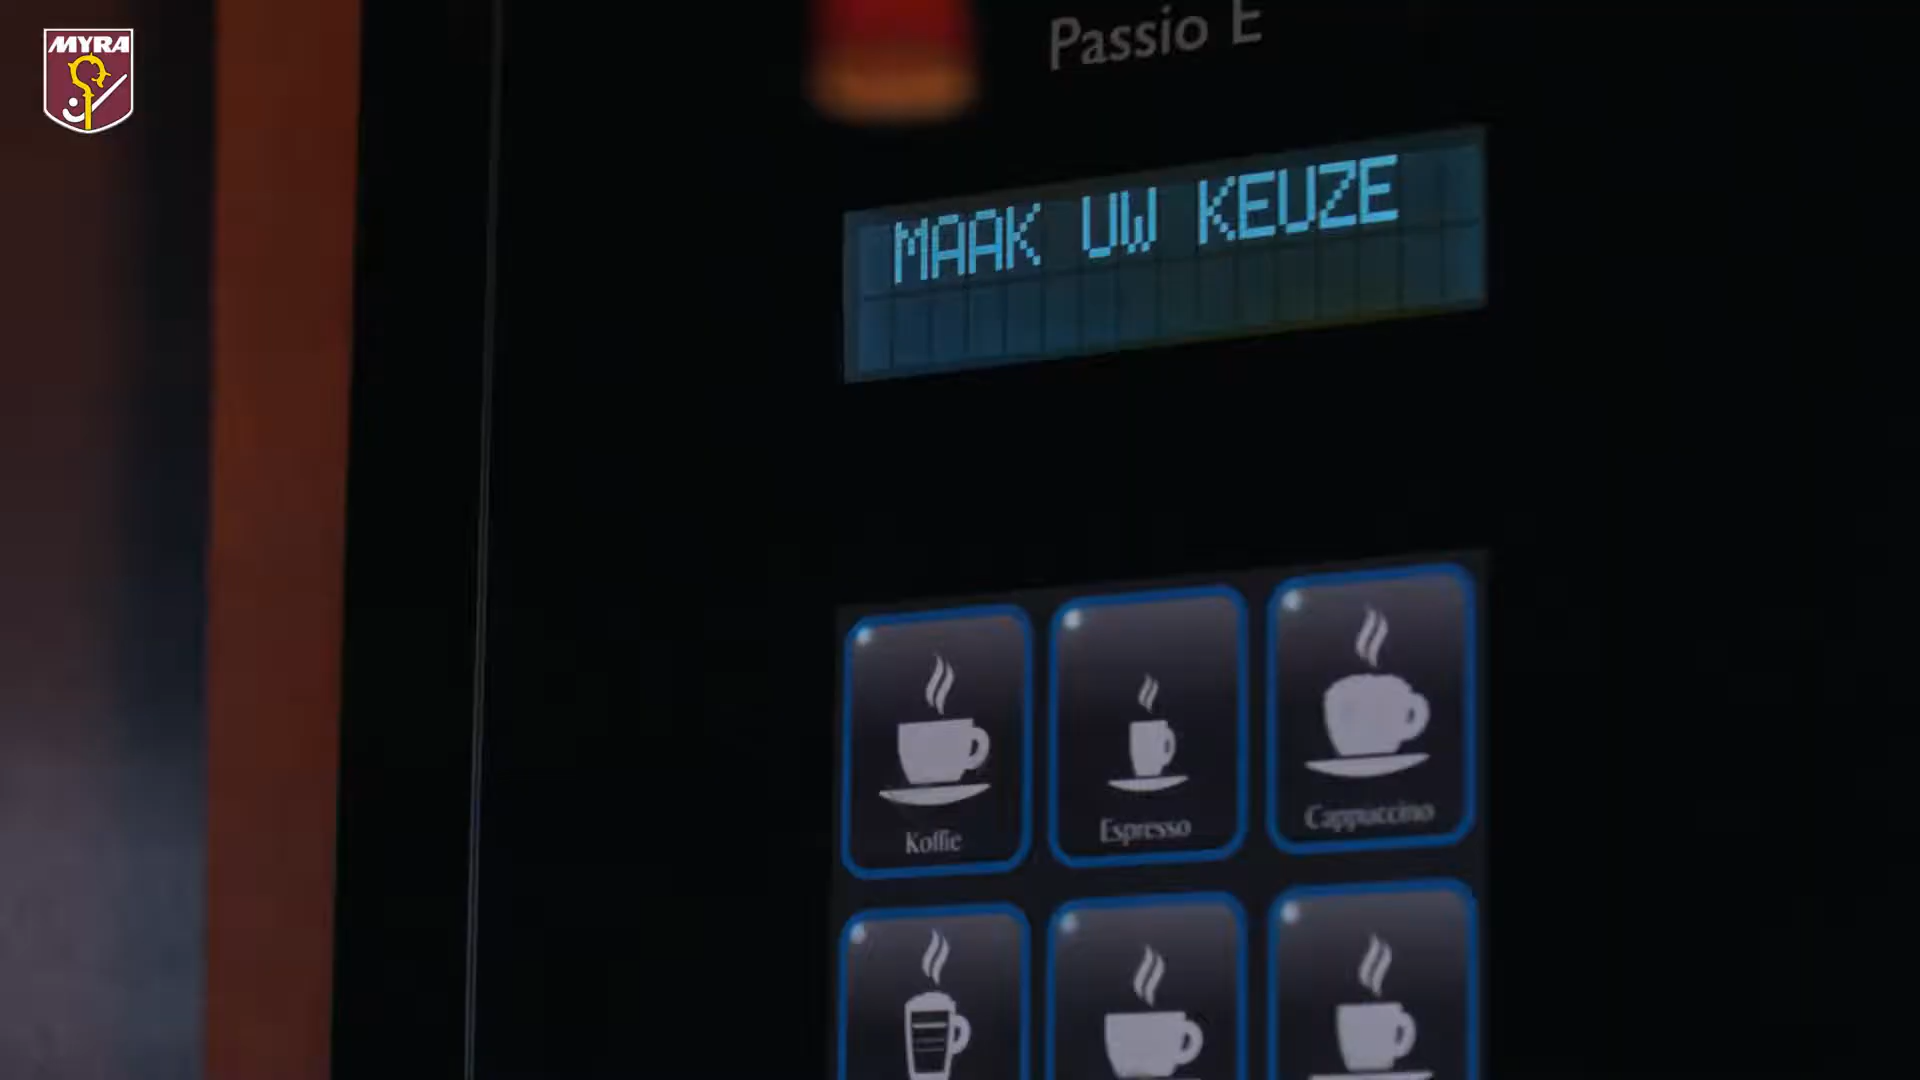 MYRA
Passio E
MAAK UW KEUZE
Koffie
Espresso
Cappuccino